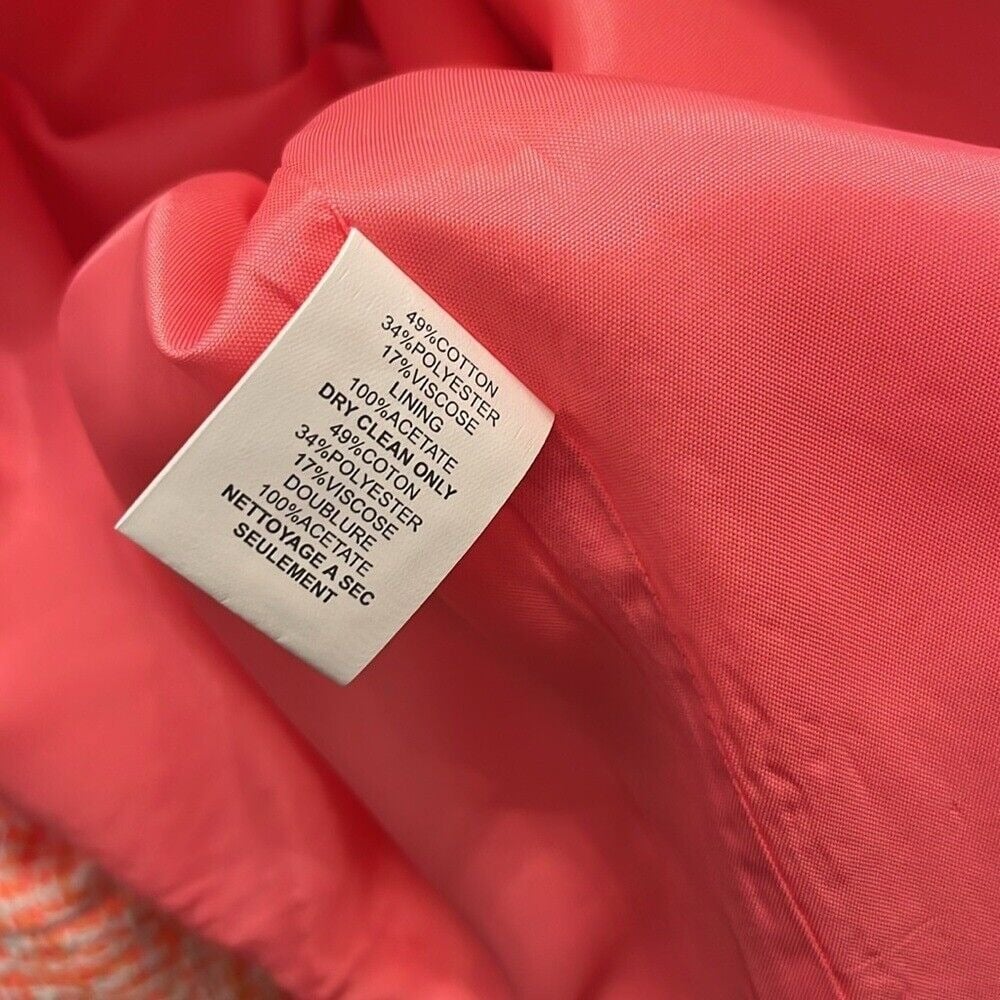 49%COTTON
34%POLYESTER
17%VISCOSE
LINING
100%ACETATE
DRY CLEAN ONLY
49%COTON
34%POLYESTER
17%VISCOSE
DOUBLURE
100%ACETATE
NETTOYAGE A SEC
SEULEMENT